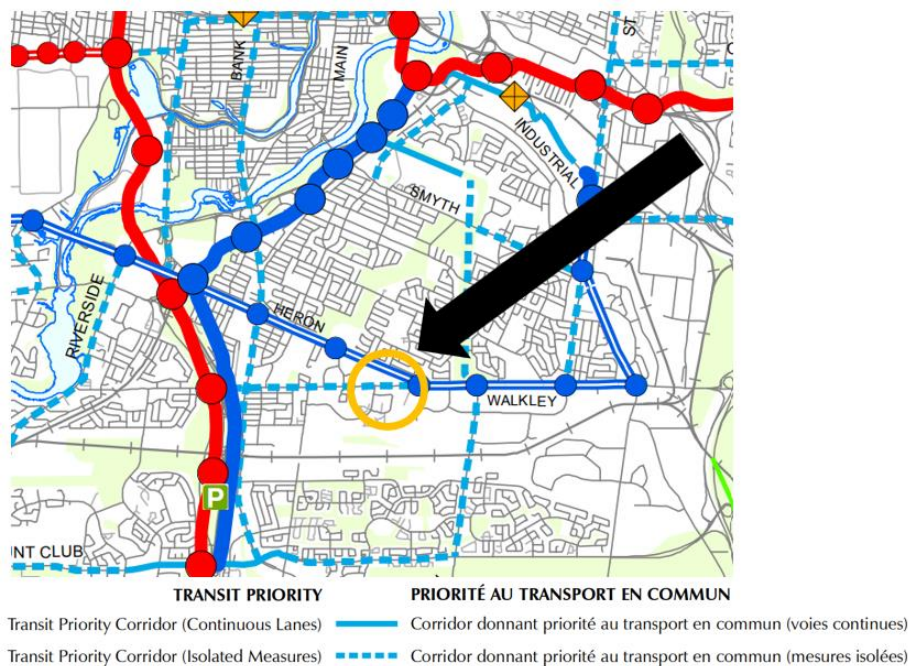 BANK
MAIN
ST.
INDUSTRIAL
SMYTH
RIVERSIDE
HERON
WALKLEY
P
UNT CLUB
TRANSIT PRIORITY PRIORITÉ AU TRANSPORT EN COMMUN
Transit Priority Corridor (Continuous Lanes) Corridor donnant priorité au transport en commun (voies continues)
Transit Priority Corridor (Isolated Measures) Corridor donnant priorité au transport en commun (mesures isolées)